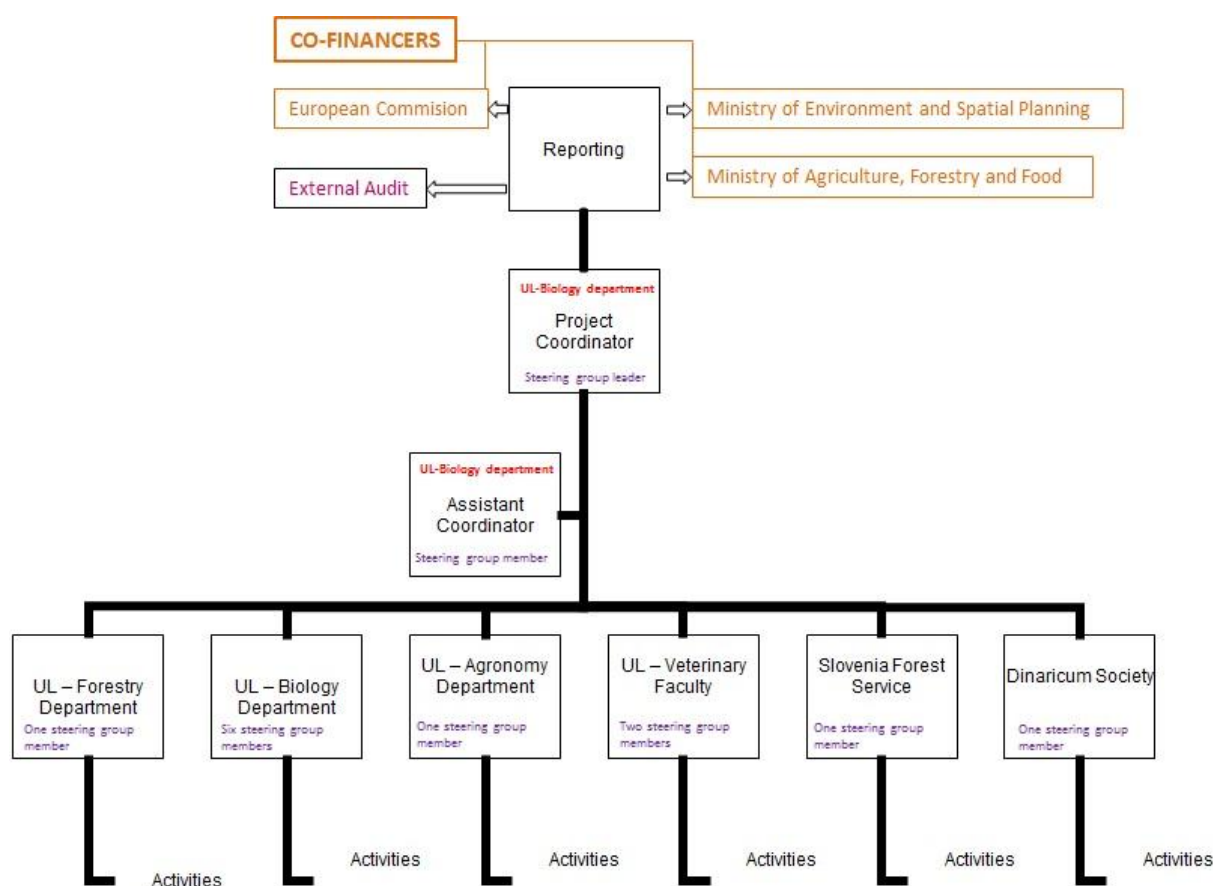 CO-FINANCERS
European Commision
Ministry of Environment and Spatial Planning
Reporting
External Audit
Ministry of Agriculture, Forestry and Food
UL-Biology department
Project
Coordinator
Steering group leader
UL-Biology department
Assistant
Coordinator
Steering group member
UL – Forestry
Department
One steering group
member
UL – Biology
Department
Six steering group
members
UL – Agronomy
Department
One steering group
member
UL – Veterinary
Faculty
Two steering group
members
Slovenia Forest
Service
One steering group
member
Dinaricum Society
One steering group
member
Activities
Activities
Activities
Activities
Activities
Activities